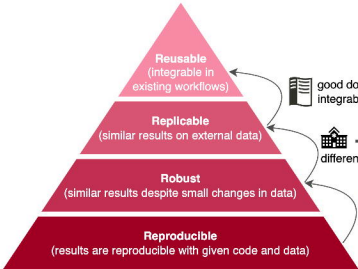 Reusable
(integrable in
existing workflows)
good do
integrab
Replicable
(similar results on external data)
differen
Robust
(similar results despite small changes in data)
Reproducible
(results are reproducible with given code and data)